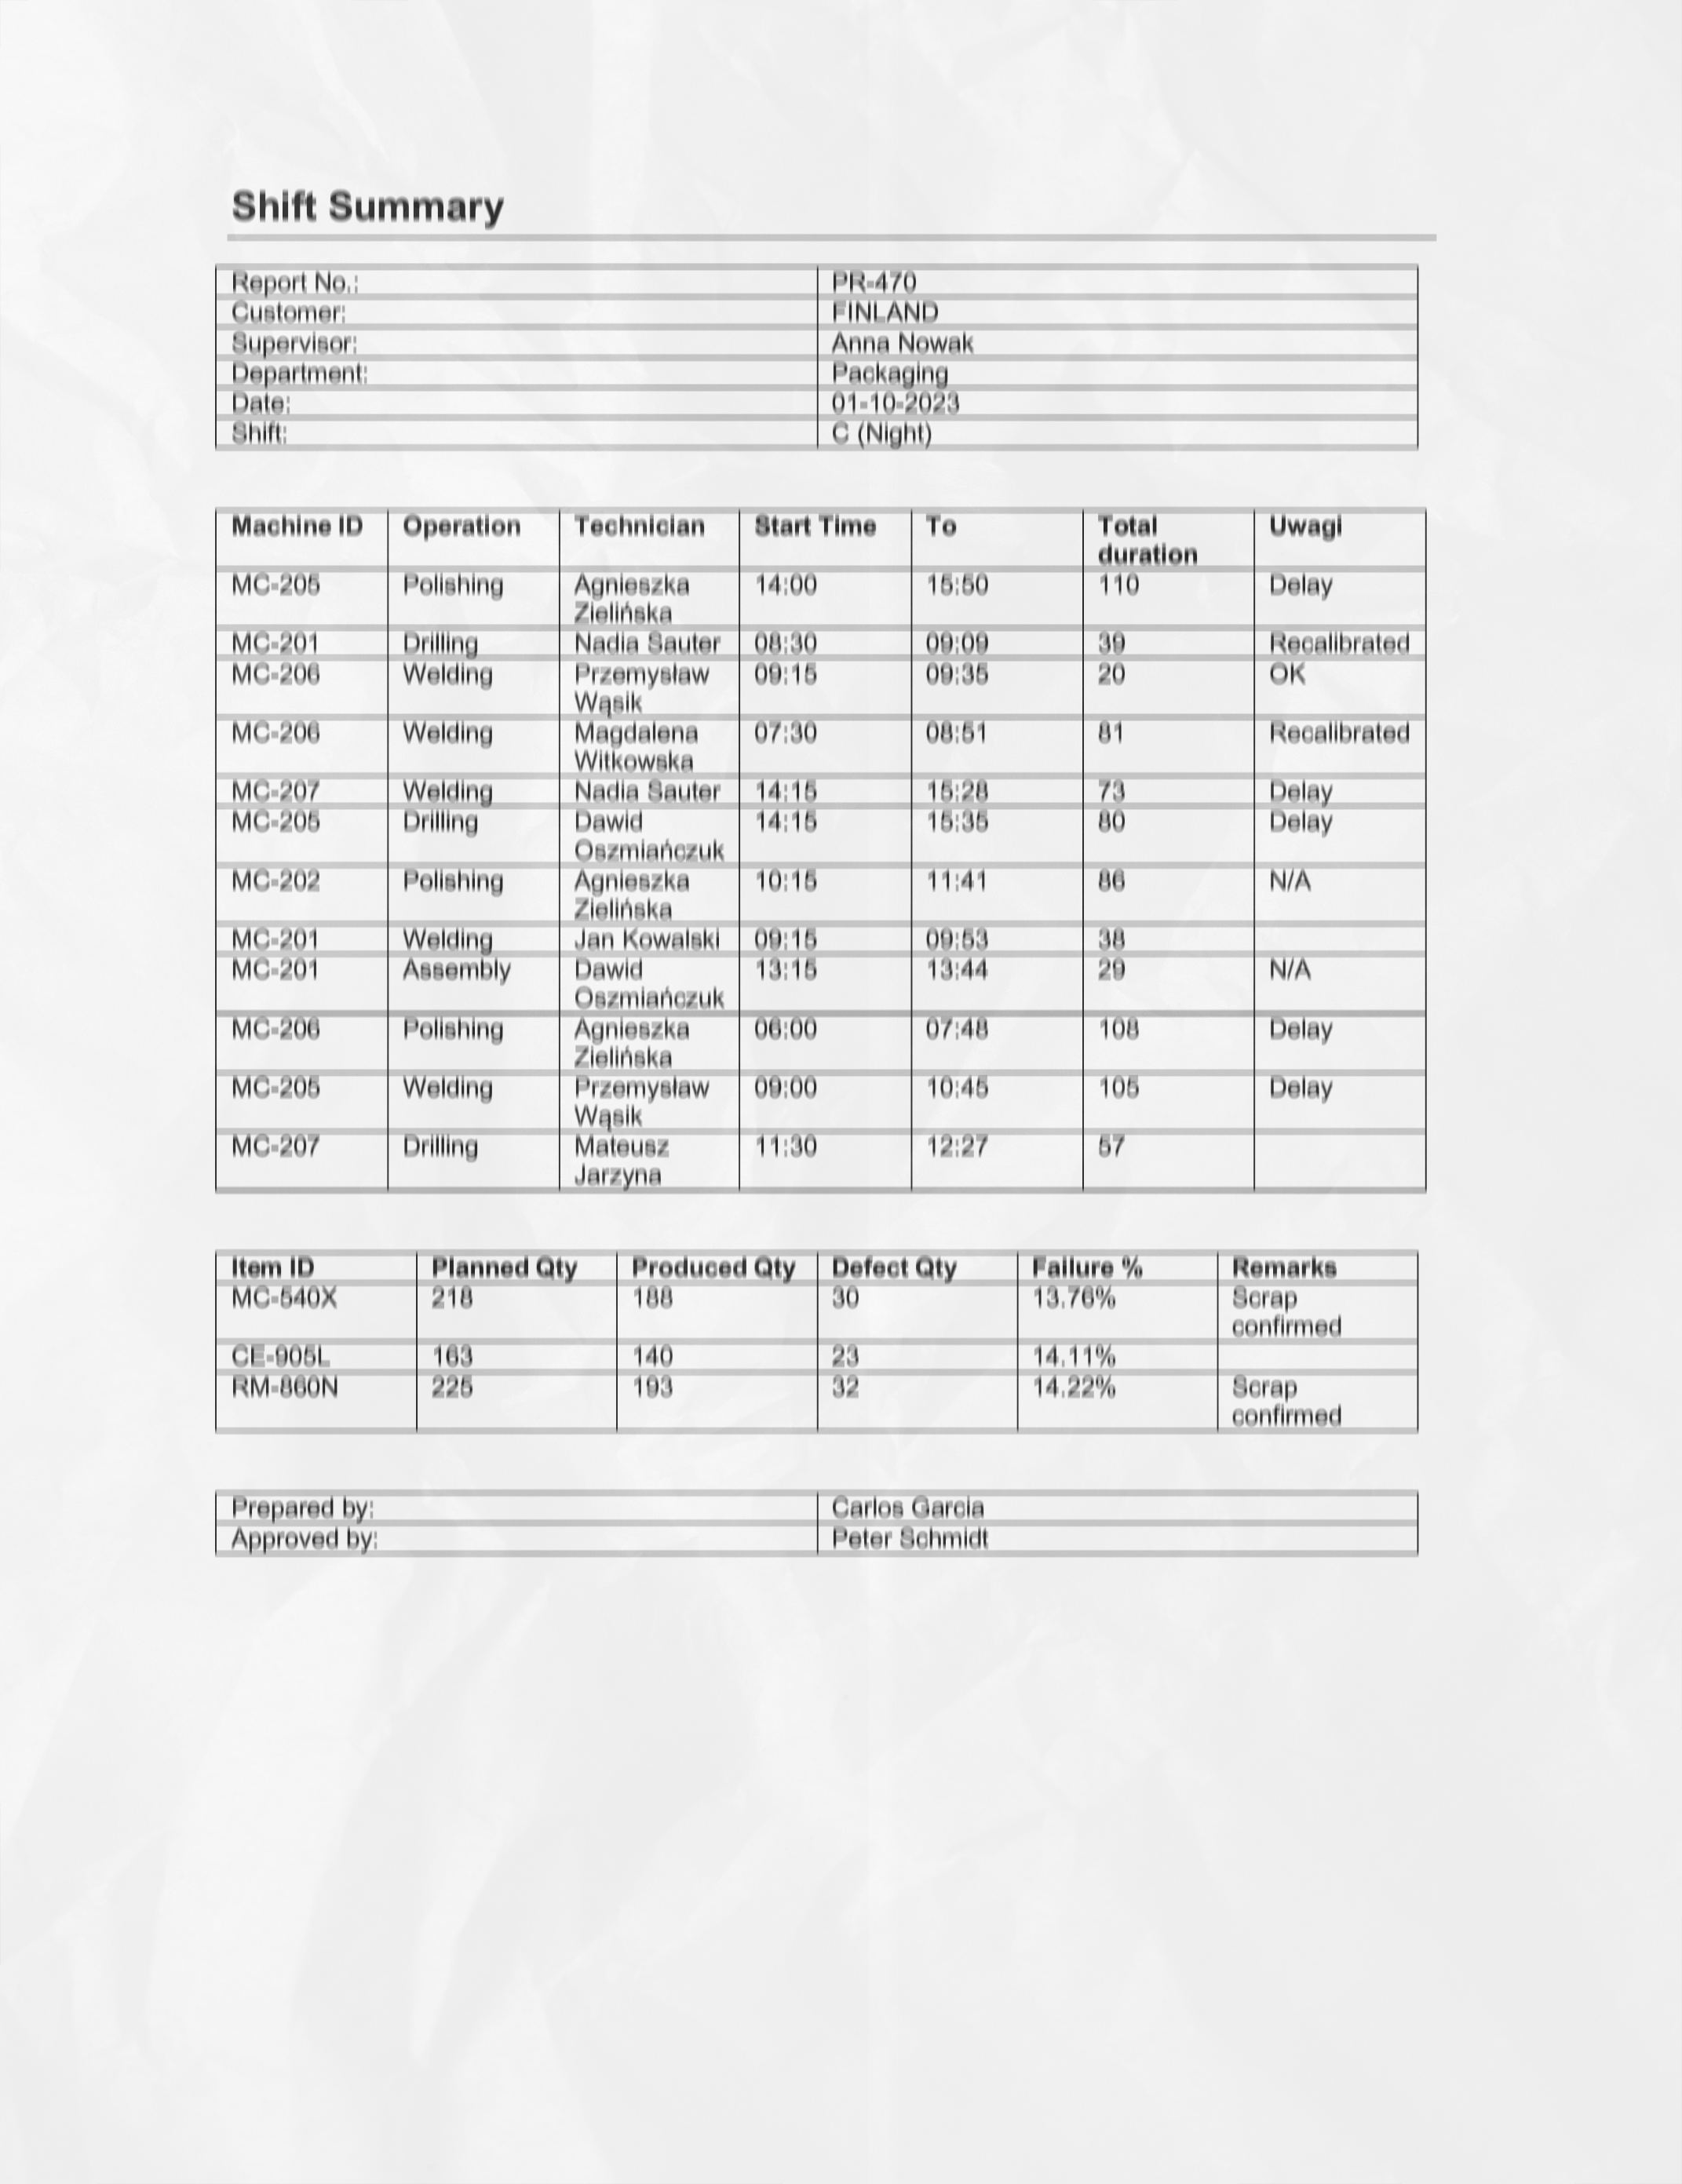 Shift Summary
Report No.: PR-470
Customer: FINLAND
Supervisor: Anna Nowak
Department: Packaging
Date: 01-10-2023
Shift: C (Night)
Machine ID Operation Technician Start Time To Total duration Uwagi
MC-205 Polishing Agnieszka Zielińska 14:00 15:50 110 Delay
MC-201 Drilling Nadia Sauter 08:30 09:09 39 Recalibrated
MC-206 Welding Przemysław Wąsik 09:15 09:35 20 OK
MC-206 Welding Magdalena Witkowska 07:30 08:51 81 Recalibrated
MC-207 Welding Nadia Sauter 14:15 15:28 73 Delay
MC-205 Drilling Dawid Oszmiańczuk 14:15 15:35 80 Delay
MC-202 Polishing Agnieszka Zielińska 10:15 11:41 86 N/A
MC-201 Welding Jan Kowalski 09:15 09:53 38
MC-201 Assembly Dawid Oszmiańczuk 13:15 13:44 29 N/A
MC-206 Polishing Agnieszka Zielińska 06:00 07:48 108 Delay
MC-205 Welding Przemysław Wąsik 09:00 10:45 105 Delay
MC-207 Drilling Mateusz Jarzyna 11:30 12:27 57
Item ID Planned Qty Produced Qty Defect Qty Failure % Remarks
MC-540X 218 188 30 13.76% Scrap confirmed
CE-905L 163 140 23 14.11%
RM-860N 225 193 32 14.22% Scrap confirmed
Prepared by: Carlos Garcia
Approved by: Peter Schmidt